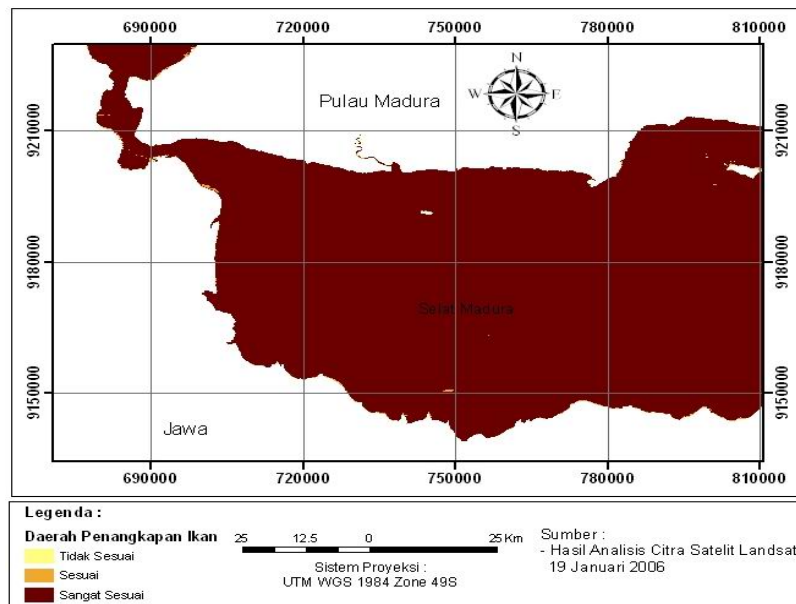 690000 720000 750000 780000 810000
N
W E
S
Pulau Madura
9210000 9210000
9180000 9180000
Selat Madura
9150000 9150000
Jawa
690000 720000 750000 780000 810000
Legenda :
Daerah Penangkapan Ikan
Tidak Sesuai
Sesuai
Sangat Sesuai
25 12.5 0 25 Km
Sistem Proyeksi :
UTM WGS 1984 Zone 49S
Sumber :
- Hasil Analisis Citra Satelit Landsat
19 Januari 2006